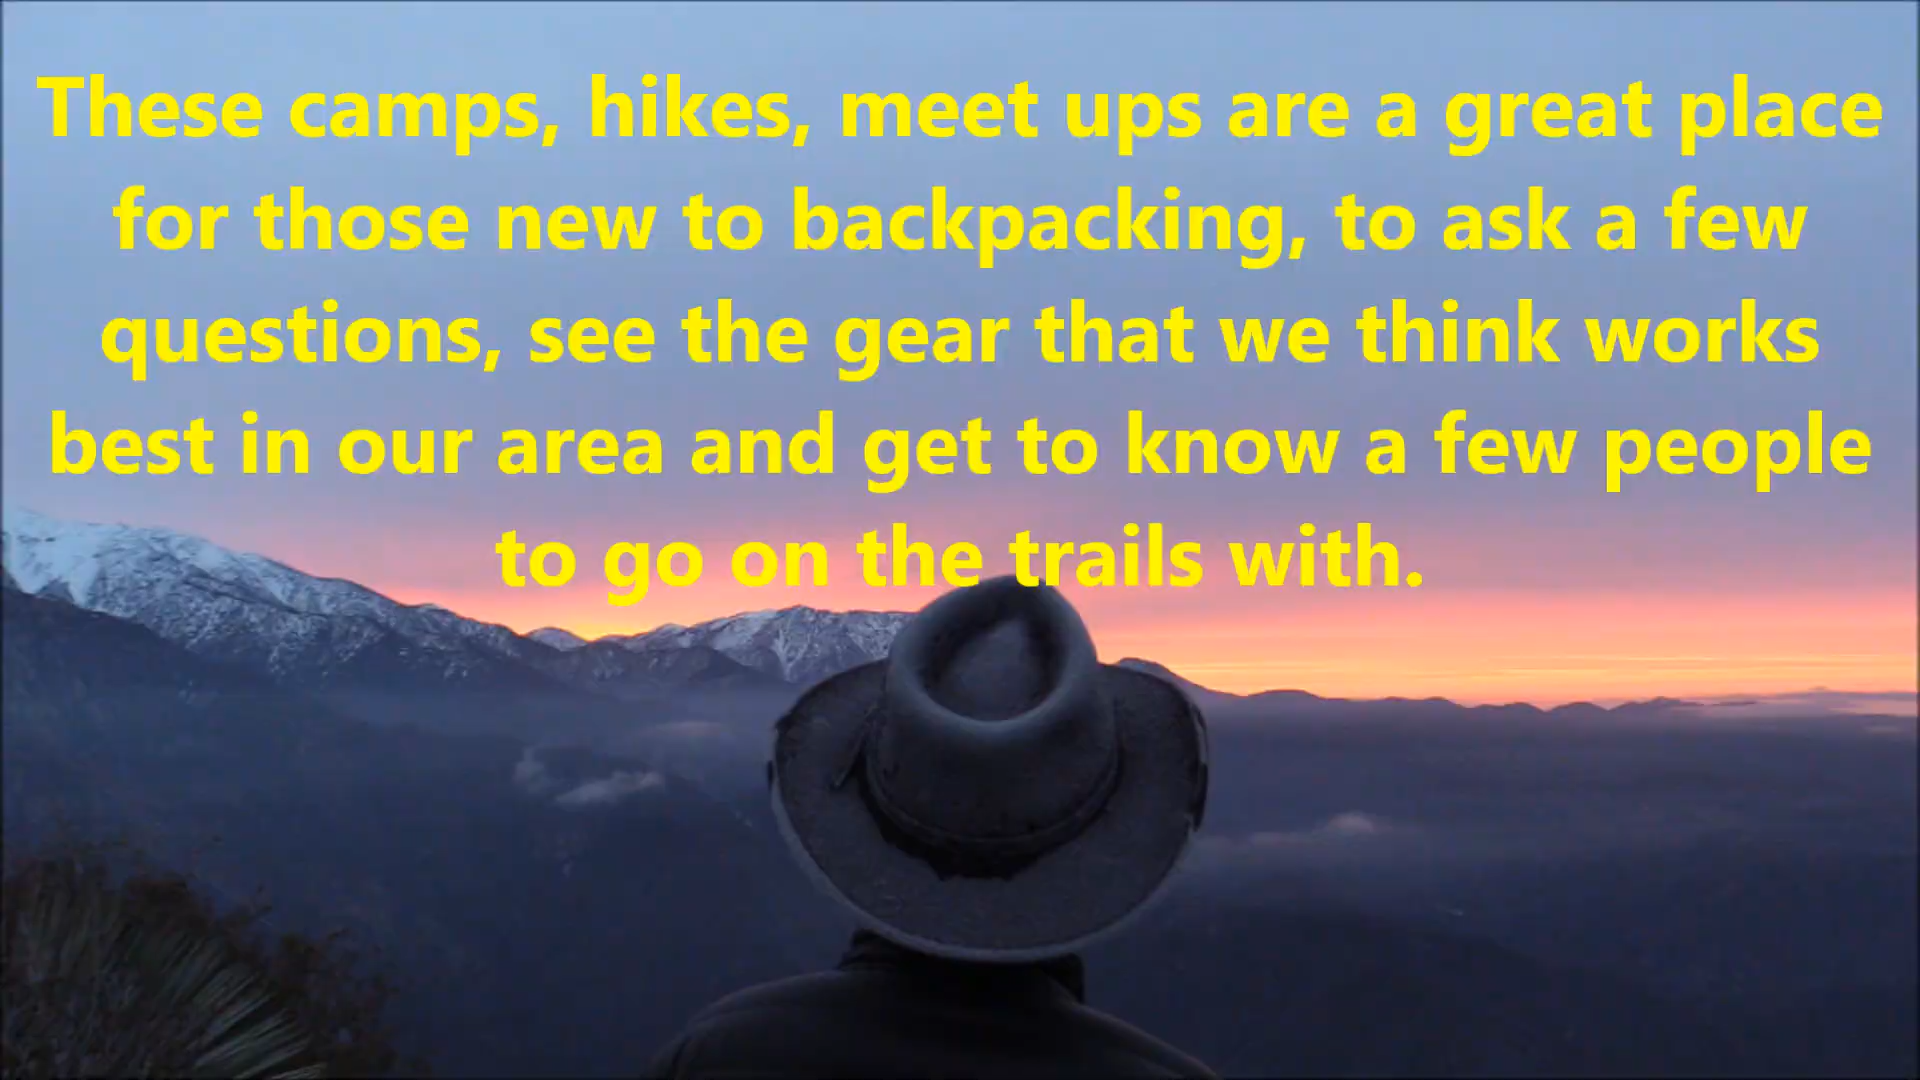 These camps, hikes, meet ups are a great place
for those new to backpacking, to ask a few
questions, see the gear that we think works
best in our area and get to know a few people
to go on the trails with.